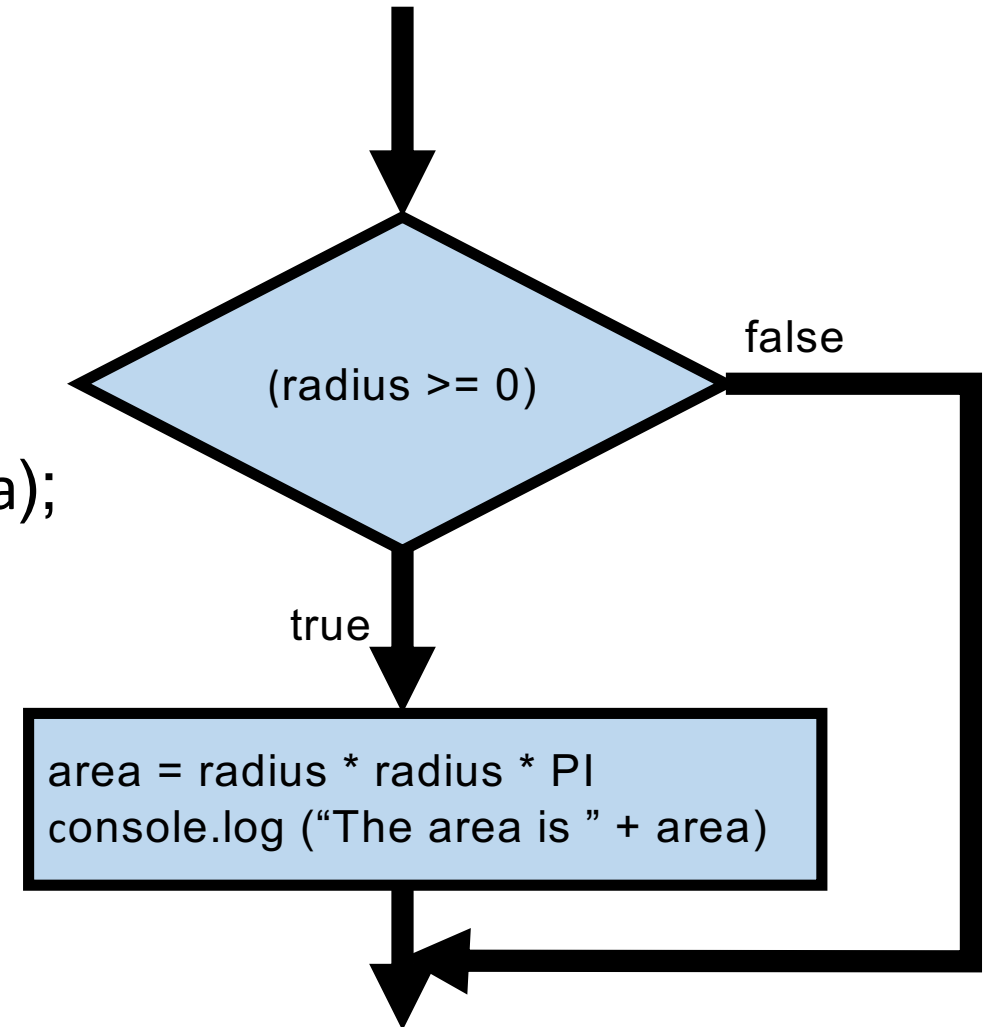 false
(radius >= 0)
a);
true
area = radius * radius * PI
console.log (“The area is ” + area)